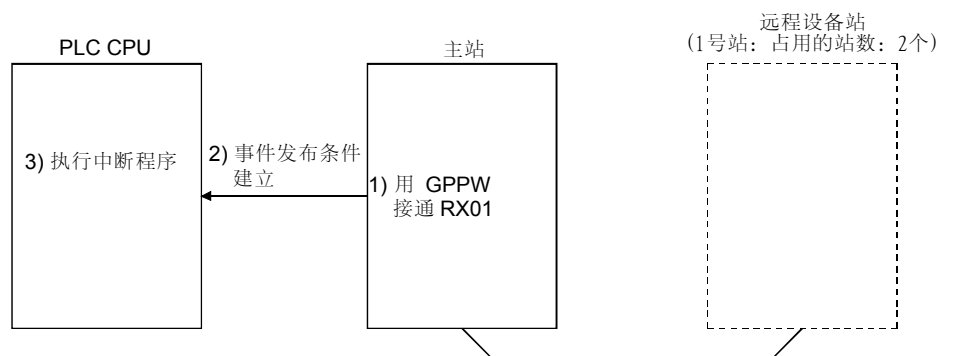 远程设备站
(1号站：占用的站数：2个)
PLC CPU
主站
3) 执行中断程序
2) 事件发布条件
建立
1) 用 GPPW
接通 RX01